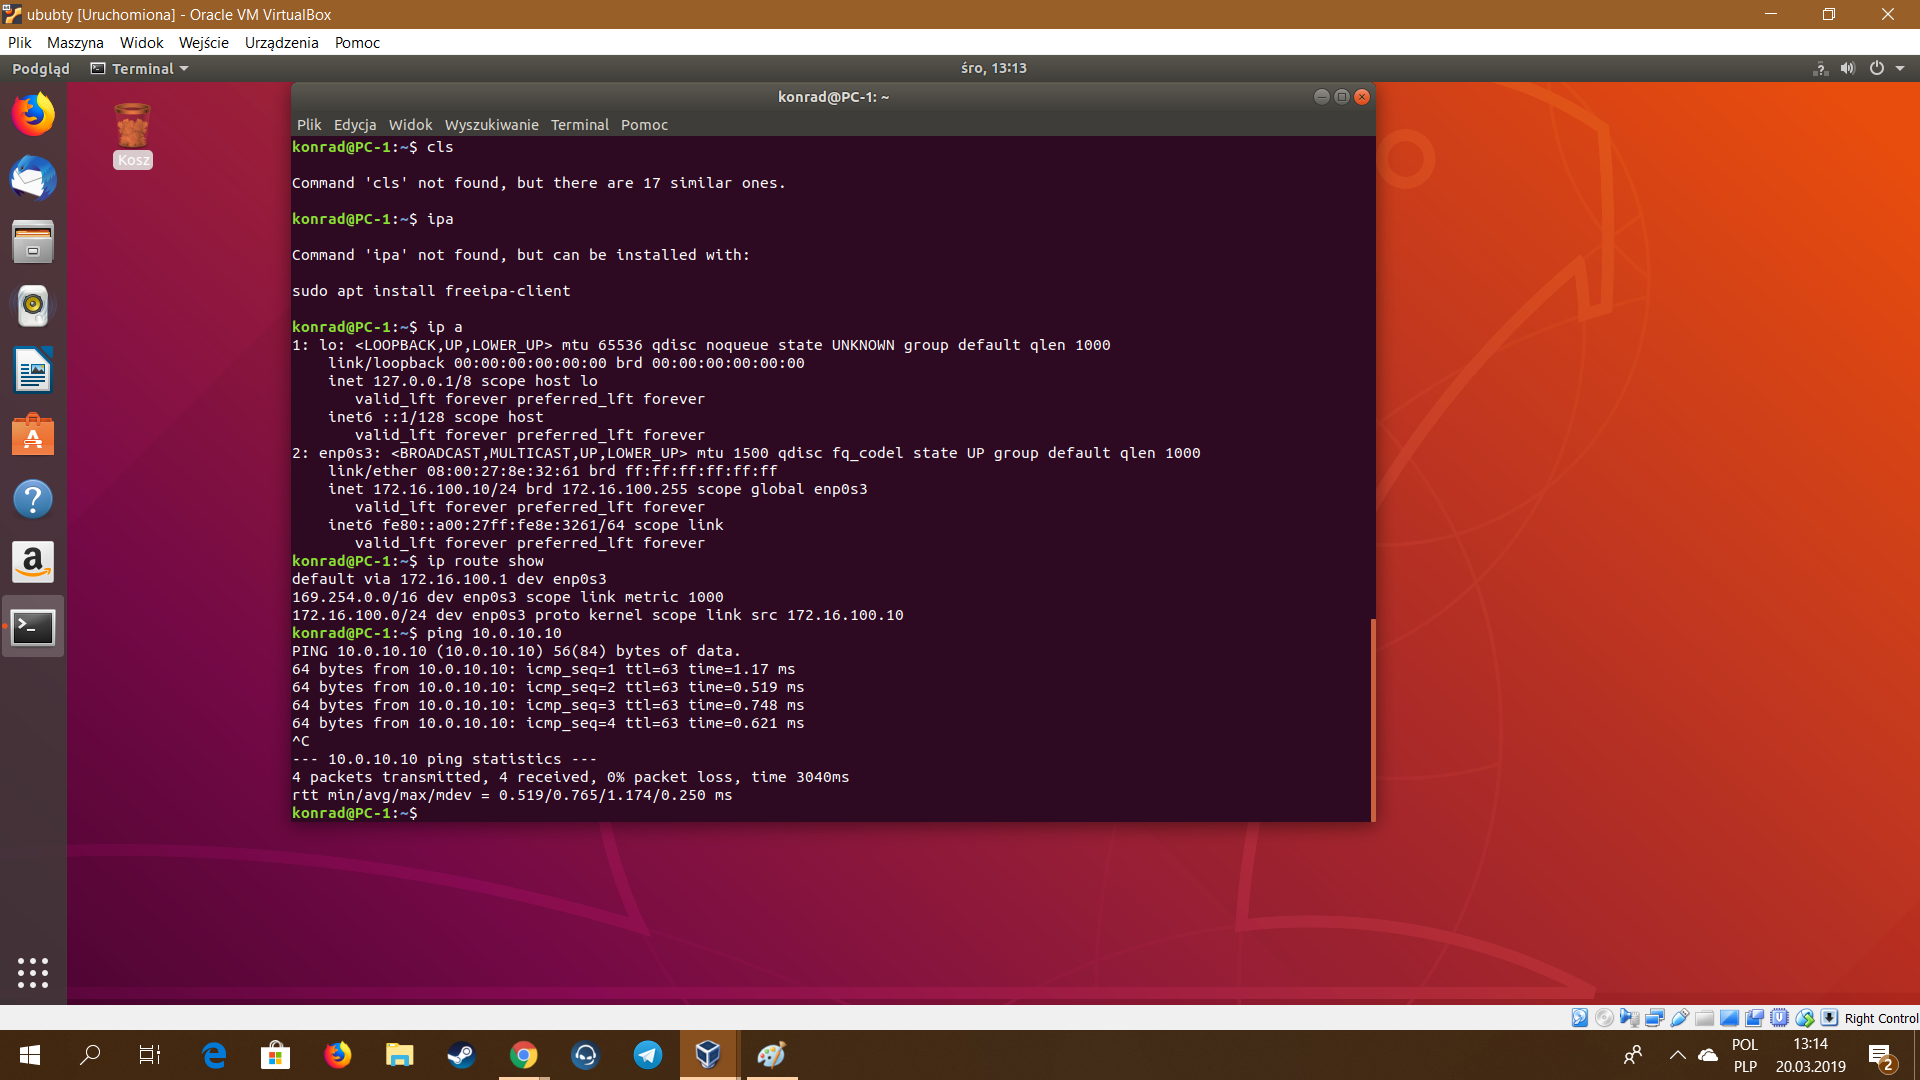 ububty [Uruchomiona] - Oracle VM VirtualBox
Plik Maszyna Widok Wejście Urządzenia Pomoc
Podgląd Terminal śro, 13:13
Kosz
konrad@PC-1: ~
Plik Edycja Widok Wyszukiwanie Terminal Pomoc
konrad@PC-1:~$ cls
Command 'cls' not found, but there are 17 similar ones.
konrad@PC-1:~$ ipa
Command 'ipa' not found, but can be installed with:
sudo apt install freeipa-client
konrad@PC-1:~$ ip a
1: lo: <LOOPBACK,UP,LOWER_UP> mtu 65536 qdisc noqueue state UNKNOWN group default qlen 1000
link/loopback 00:00:00:00:00:00 brd 00:00:00:00:00:00
inet 127.0.0.1/8 scope host lo
valid_lft forever preferred_lft forever
inet6 ::1/128 scope host
valid_lft forever preferred_lft forever
2: enp0s3: <BROADCAST,MULTICAST,UP,LOWER_UP> mtu 1500 qdisc fq_codel state UP group default qlen 1000
link/ether 08:00:27:8e:32:61 brd ff:ff:ff:ff:ff:ff
inet 172.16.100.10/24 brd 172.16.100.255 scope global enp0s3
valid_lft forever preferred_lft forever
inet6 fe80::a00:27ff:fe8e:3261/64 scope link
valid_lft forever preferred_lft forever
konrad@PC-1:~$ ip route show
default via 172.16.100.1 dev enp0s3
169.254.0.0/16 dev enp0s3 scope link metric 1000
172.16.100.0/24 dev enp0s3 proto kernel scope link src 172.16.100.10
konrad@PC-1:~$ ping 10.0.10.10
PING 10.0.10.10 (10.0.10.10) 56(84) bytes of data.
64 bytes from 10.0.10.10: icmp_seq=1 ttl=63 time=1.17 ms
64 bytes from 10.0.10.10: icmp_seq=2 ttl=63 time=0.519 ms
64 bytes from 10.0.10.10: icmp_seq=3 ttl=63 time=0.748 ms
64 bytes from 10.0.10.10: icmp_seq=4 ttl=63 time=0.621 ms
^C
--- 10.0.10.10 ping statistics ---
4 packets transmitted, 4 received, 0% packet loss, time 3040ms
rtt min/avg/max/mdev = 0.519/0.765/1.174/0.250 ms
konrad@PC-1:~$
Right Control
POL 13:14
PLP 20.03.2019 2